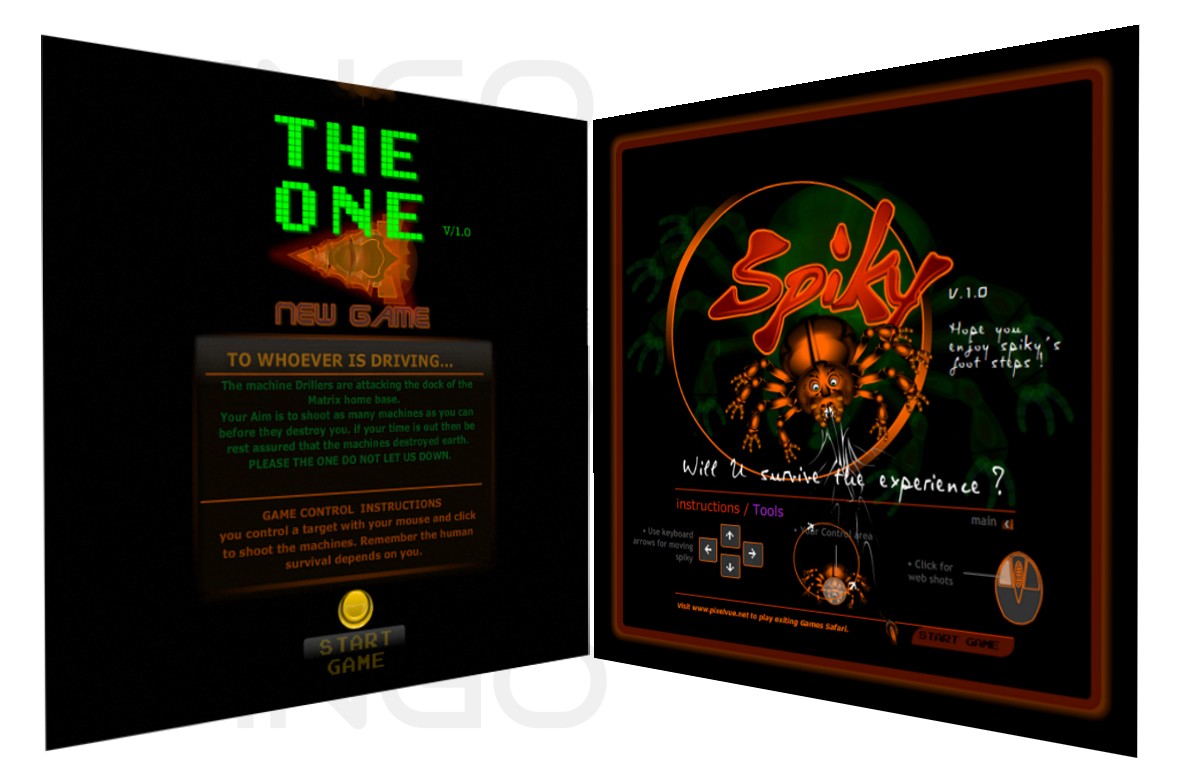 THE
ONE
V/1.0
NEW GAME
TO WHOEVER IS DRIVING...
The machine Drillers are attacking the dock of the
Matrix home base.
Your Aim is to shoot as many machines as you can
before they destroy you. if your time is out then be
rest assured that the machines destroyed earth.
PLEASE THE ONE DO NOT LET US DOWN.
GAME CONTROL INSTRUCTIONS
you control a target with your mouse and click
to shoot the machines. Remember the human
survival depends on you.
START
GAME
Spiky
V.1.0
Hope you
enjoy spiky's
foot steps !
Will U survive the experience ?
instructions / Tools
main
• Use keyboard
arrows for moving
spiky
• Your Control area
• Click for
web shots
Visit www.pixelvue.net to play exiting Games Safari.
START GAME